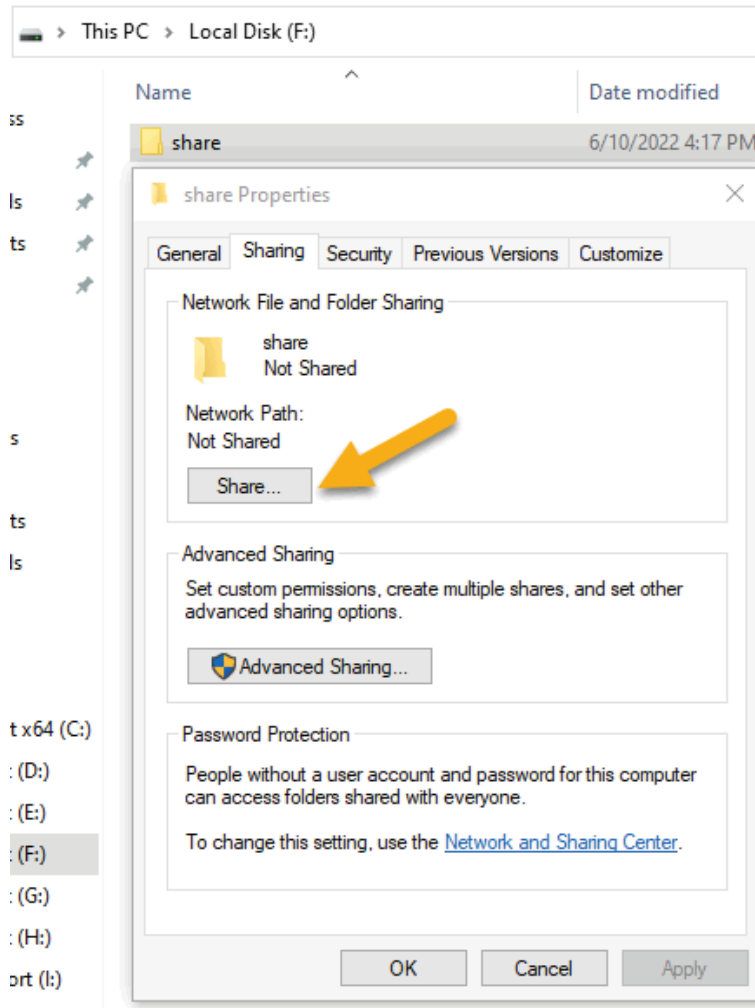 This PC > Local Disk (F:)
Name
Date modified
ss
share
6/10/2022 4:17 PM
ls
ts
share Properties
General Sharing Security Previous Versions Customize
Network File and Folder Sharing
share
Not Shared
Network Path:
Not Shared
s
Share...
ts
ls
Advanced Sharing
Set custom permissions, create multiple shares, and set other
advanced sharing options.
Advanced Sharing...
t x64 (C:)
Password Protection
: (D:)
People without a user account and password for this computer
can access folders shared with everyone.
: (E:)
To change this setting, use the Network and Sharing Center.
: (F:)
: (G:)
: (H:)
OK Cancel Apply
ort (I:)